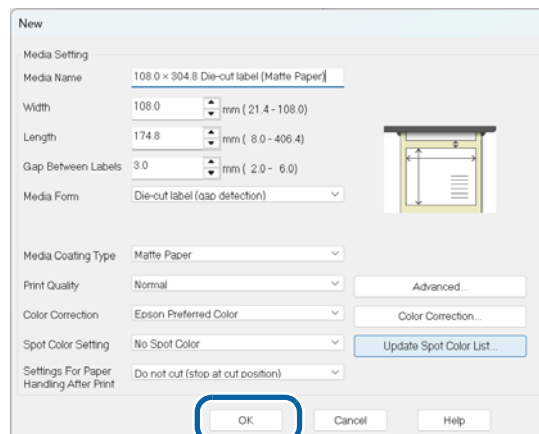 New
Media Setting
Media Name 108.0 × 304.8 Die-cut label (Matte Paper)
Width 108.0 mm ( 21.4 - 108.0)
Length 174.8 mm ( 8.0 - 406.4)
Gap Between Labels 3.0 mm ( 2.0 - 6.0)
Media Form Die-cut label (gap detection)
Media Coating Type Matte Paper
Print Quality Normal Advanced...
Color Correction Epson Preferred Color Color Correction...
Spot Color Setting No Spot Color Update Spot Color List...
Settings For Paper
Handling After Print Do not cut (stop at cut position)
OK Cancel Help